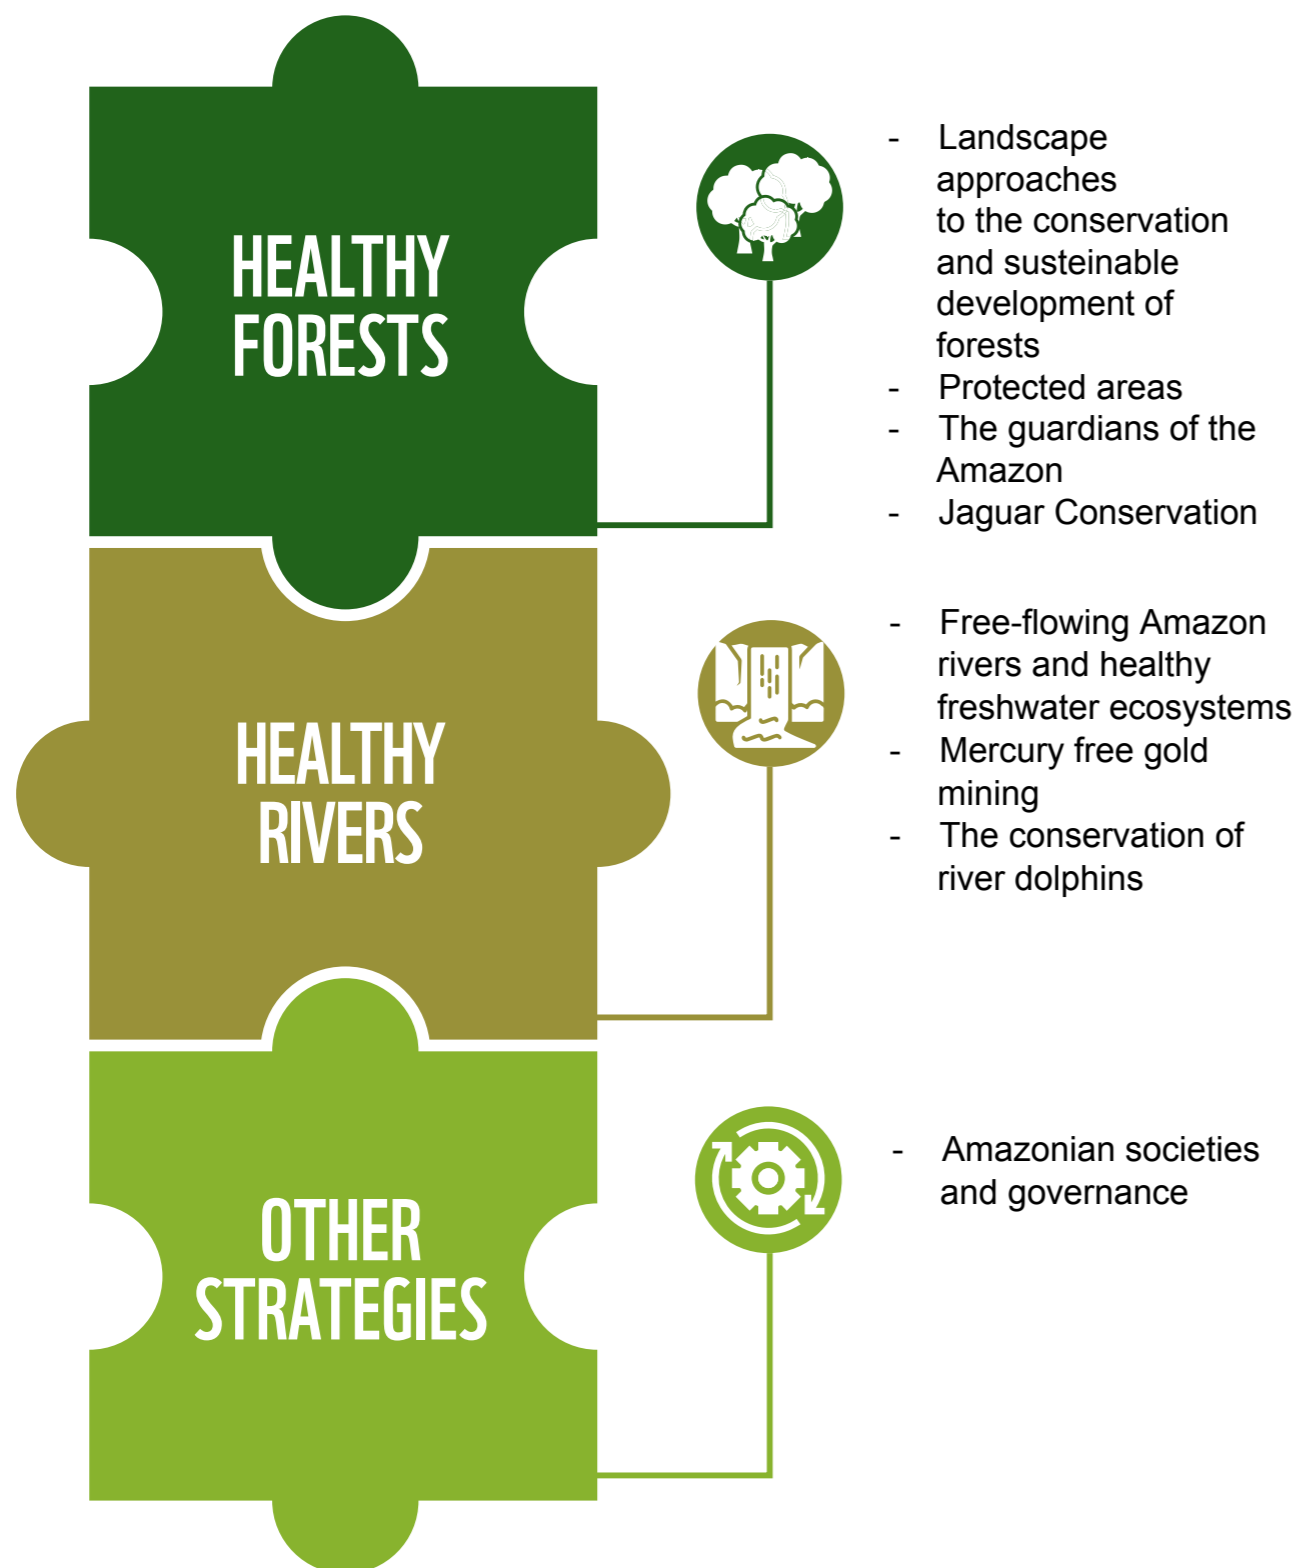 HEALTHY
FORESTS
- Landscape
approaches
to the conservation
and susteinable
development of
forests
- Protected areas
- The guardians of the
Amazon
- Jaguar Conservation
HEALTHY
RIVERS
- Free-flowing Amazon
rivers and healthy
freshwater ecosystems
- Mercury free gold
mining
- The conservation of
river dolphins
OTHER
STRATEGIES
- Amazonian societies
and governance